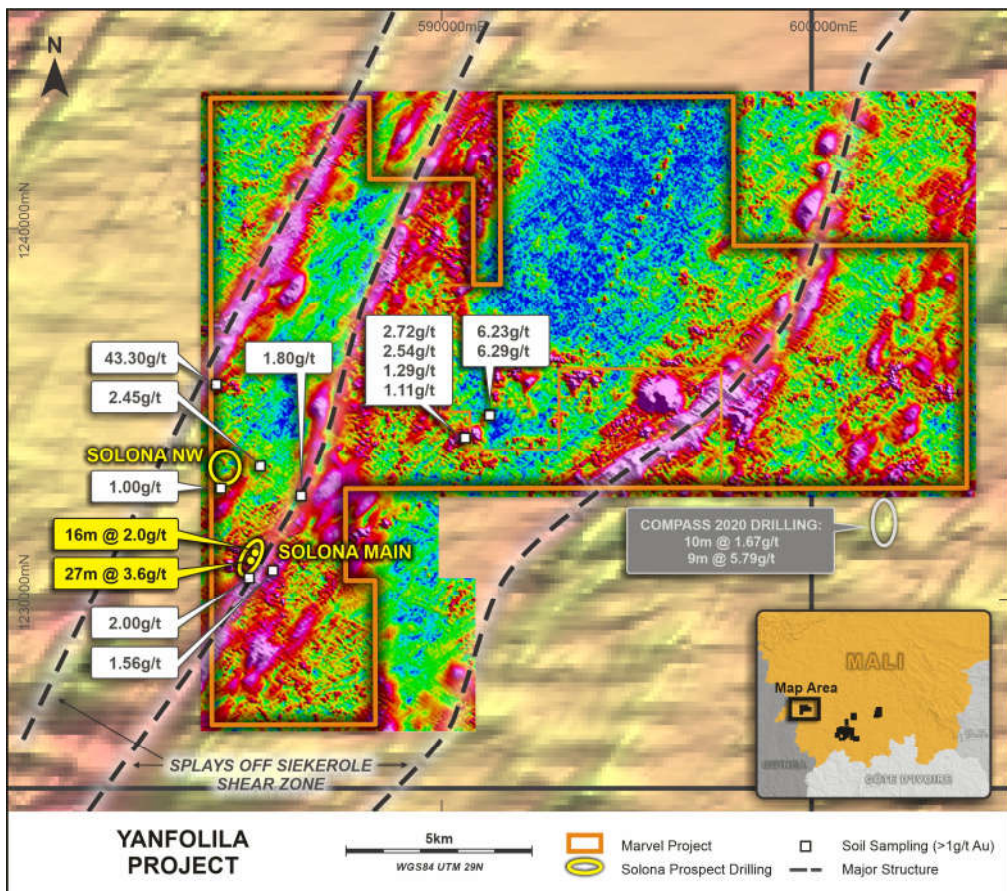 590000mE
600000mE
N
1240000mN
43.30g/t
2.45g/t
1.80g/t
2.72g/t
2.54g/t
1.29g/t
1.11g/t
6.23g/t
6.29g/t
SOLONA NW
1.00g/t
16m @ 2.0g/t
27m @ 3.6g/t
SOLONA MAIN
COMPASS 2020 DRILLING:
10m @ 1.67g/t
9m @ 5.79g/t
1230000mN
2.00g/t
1.56g/t
SPLAYS OFF SIEKEROLE
SHEAR ZONE
MALI
Map Area
GUINEA
CÔTE D'IVOIRE
YANFOLILA
PROJECT
5km
WGS84 UTM 29N
Marvel Project
Solona Prospect Drilling
Soil Sampling (>1g/t Au)
Major Structure